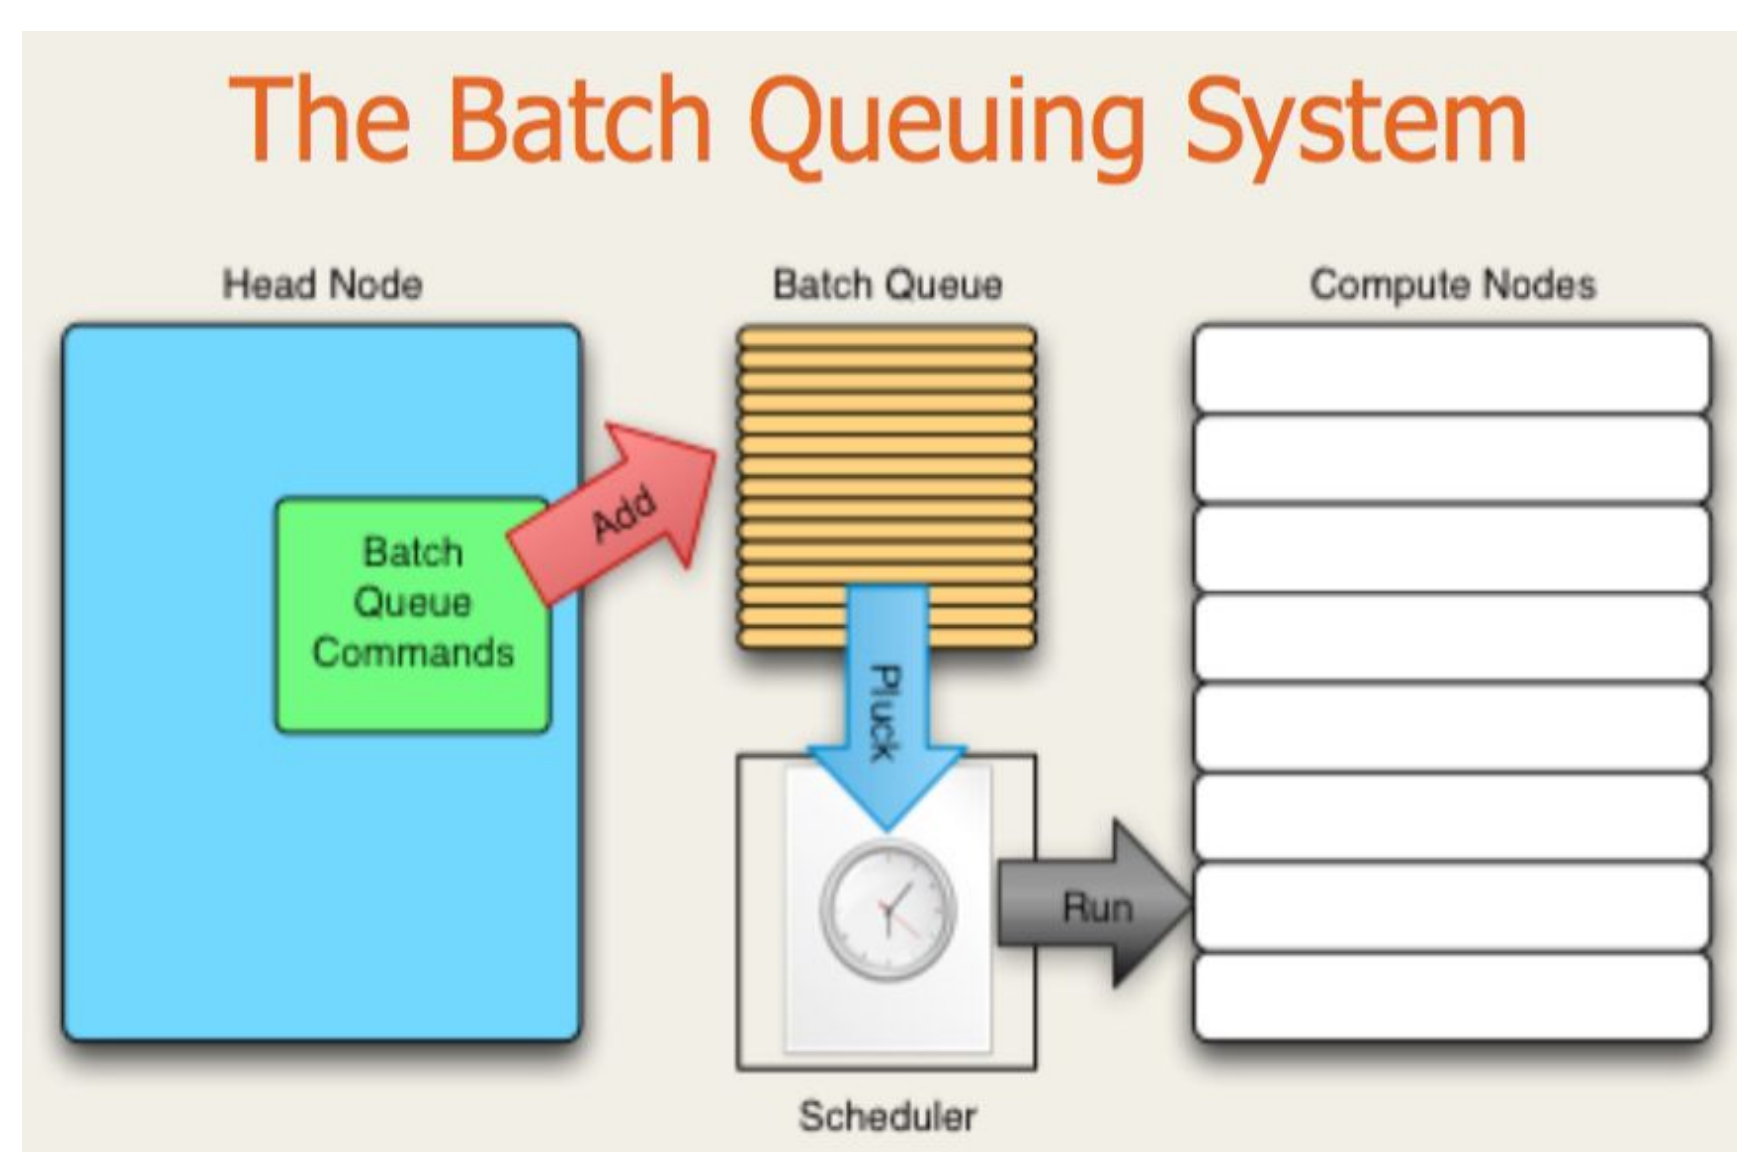 The Batch Queuing System
Head Node
Batch Queue
Compute Nodes
Batch
Queue
Commands
Add
Pluck
Run
Scheduler